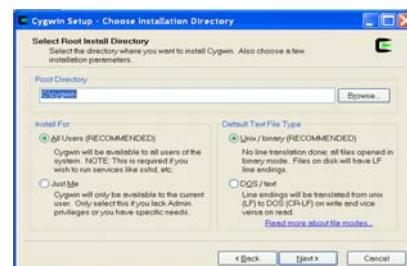 Cygwin Setup - Choose Installation Directory
Select Root Install Directory
Select the directory where you want to install Cygwin. Also choose a few
installation parameters.
Root Directory
C:\cygwin
Browse...
Install For
All Users (RECOMMENDED)
Cygwin will be available to all users of the
system. NOTE: This is required if you
wish to run services like sshd, etc.
Just Me
Cygwin will only be available to the current
user. Only select this if you lack Admin.
privileges or you have specific needs.
Default Text File Type
Unix / binary (RECOMMENDED)
No line translation done; all files opened in
binary mode. Files on disk will have LF
line endings.
DOS / text
Line endings will be translated from unix
(LF) to DOS (CR-LF) on write and vice
versa on read.
Read more about file modes...
< Back
Next >
Cancel